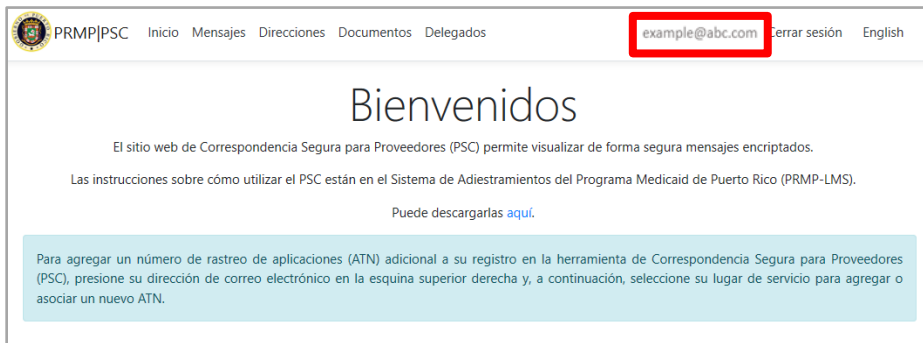 PRMP|PSC Inicio Mensajes Direcciones Documentos Delegados example@abc.com Cerrar sesión English
Bienvenidos
El sitio web de Correspondencia Segura para Proveedores (PSC) permite visualizar de forma segura mensajes encriptados.
Las instrucciones sobre cómo utilizar el PSC están en el Sistema de Adiestramientos del Programa Medicaid de Puerto Rico (PRMP-LMS).
Puede descargarlas aquí.
Para agregar un número de rastreo de aplicaciones (ATN) adicional a su registro en la herramienta de Correspondencia Segura para Proveedores
(PSC), presione su dirección de correo electrónico en la esquina superior derecha y, a continuación, seleccione su lugar de servicio para agregar o
asociar un nuevo ATN.